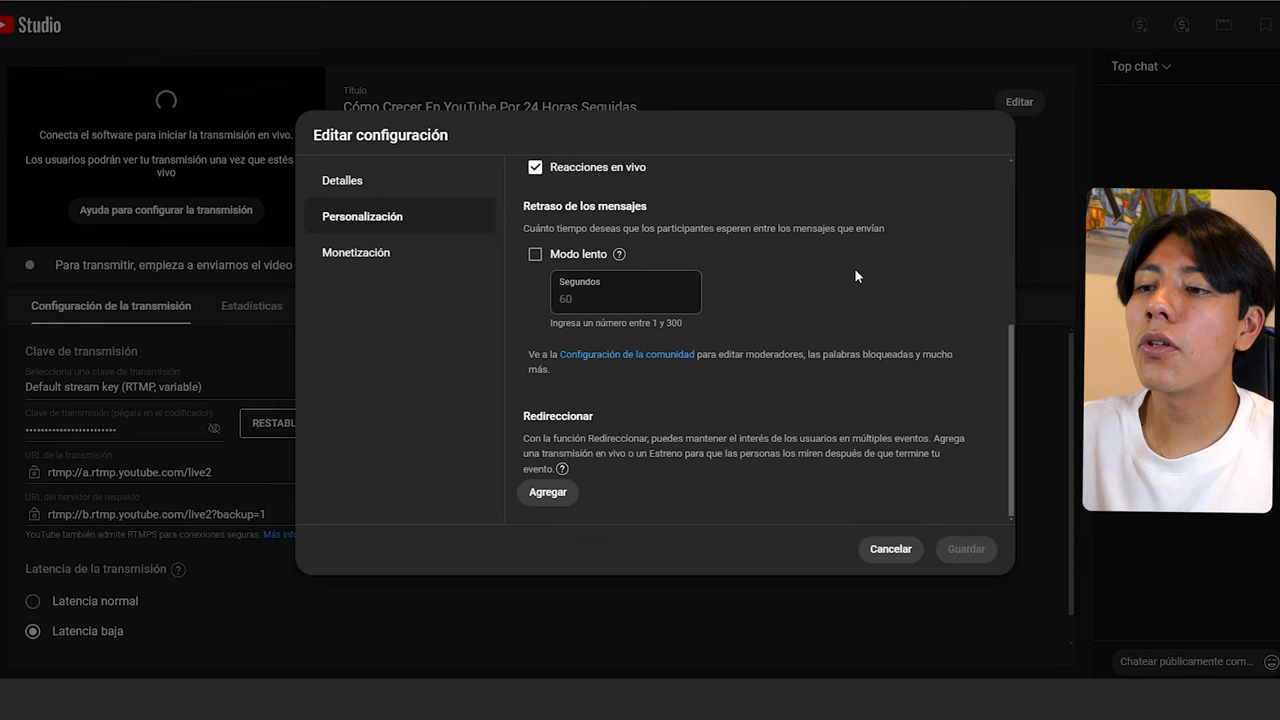 Studio
Top chat
Título
Cómo Crecer En YouTube Por 24 Horas Seguidas
Editar
Conecta el software para iniciar la transmisión en vivo.
Los usuarios podrán ver tu transmisión una vez que estés
vivo
Ayuda para configurar la transmisión
Para transmitir, empieza a enviarnos el video
Configuración de la transmisión
Estadísticas
Clave de transmisión
Selecciona una clave de transmisión
Default stream key (RTMP, variable)
Clave de transmisión (pégala en el codificador)
••••••••••••••••••••••••
RESTABL
URL de la transmisión
rtmp://a.rtmp.youtube.com/live2
URL del servidor de respaldo
rtmp://b.rtmp.youtube.com/live2?backup=1
YouTube también admite RTMPS para conexiones seguras. Más inf
Latencia de la transmisión
Latencia normal
Latencia baja
Editar configuración
Detalles
Personalización
Monetización
Reacciones en vivo
Retraso de los mensajes
Cuánto tiempo deseas que los participantes esperen entre los mensajes que envían
Modo lento
Segundos
60
Ingresa un número entre 1 y 300
Ve a la Configuración de la comunidad para editar moderadores, las palabras bloqueadas y mucho
más.
Redireccionar
Con la función Redireccionar, puedes mantener el interés de los usuarios en múltiples eventos. Agrega
una transmisión en vivo o un Estreno para que las personas los miren después de que termine tu
evento.
Agregar
Cancelar
Guardar
Chatear públicamente com...